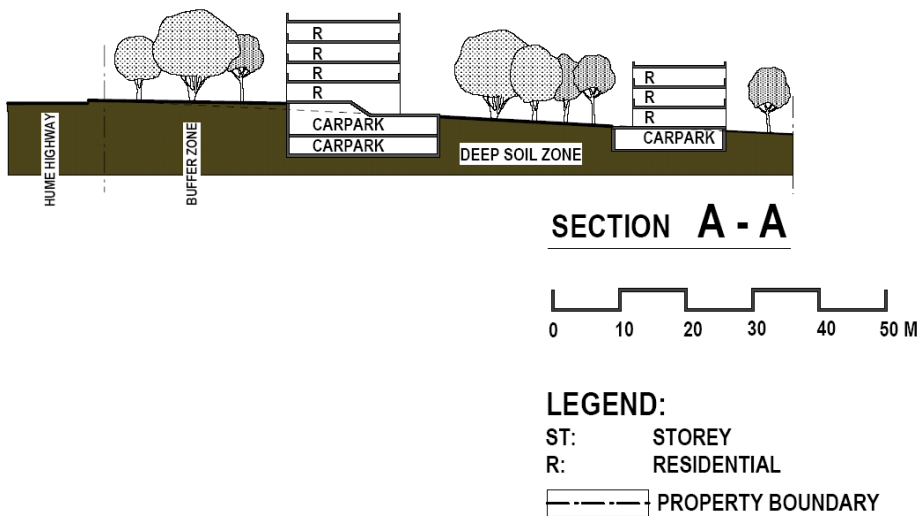 R
R
R
R
CARPARK
CARPARK
R
R
R
CARPARK
HUME HIGHWAY
BUFFER ZONE
DEEP SOIL ZONE
SECTION A - A
0 10 20 30 40 50 M
LEGEND:
ST: STOREY
R: RESIDENTIAL
PROPERTY BOUNDARY